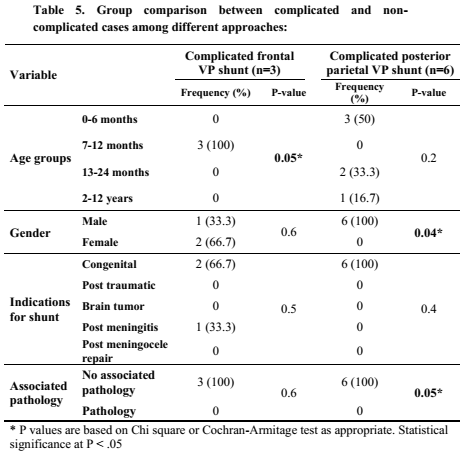 Table 5. Group comparison between complicated and non-
complicated cases among different approaches:
Variable Complicated frontal VP shunt (n=3) Complicated posterior parietal VP shunt (n=6)
Frequency (%) P-value Frequency (%) P-value
Age groups 0-6 months 0 0.05* 3 (50) 0.2
7-12 months 3 (100) 0
13-24 months 0 2 (33.3)
2-12 years 0 1 (16.7)
Gender Male 1 (33.3) 0.6 6 (100) 0.04*
Female 2 (66.7) 0
Indications for shunt Congenital 2 (66.7) 0.5 6 (100) 0.4
Post traumatic 0 0
Brain tumor 0 0
Post meningitis 1 (33.3) 0
Post meningocele repair 0 0
Associated pathology No associated pathology 3 (100) 0.6 6 (100) 0.05*
Pathology 0 0
* P values are based on Chi square or Cochran-Armitage test as appropriate. Statistical
significance at P < .05